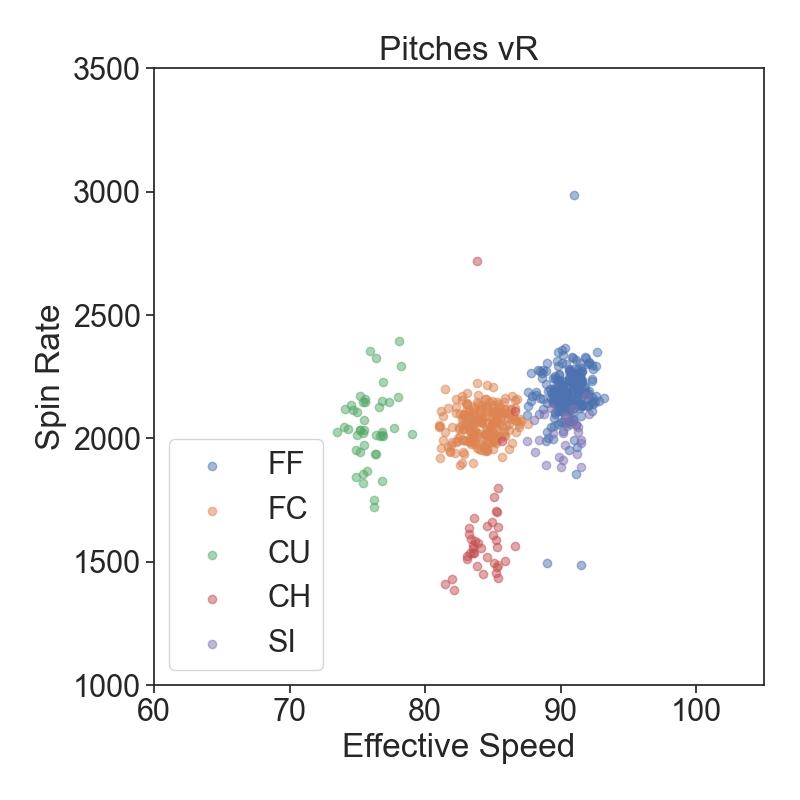 Pitches vR
3500
3000
2500
2000
1500
1000
Spin Rate
FF
FC
CU
CH
SI
60 70 80 90 100
Effective Speed